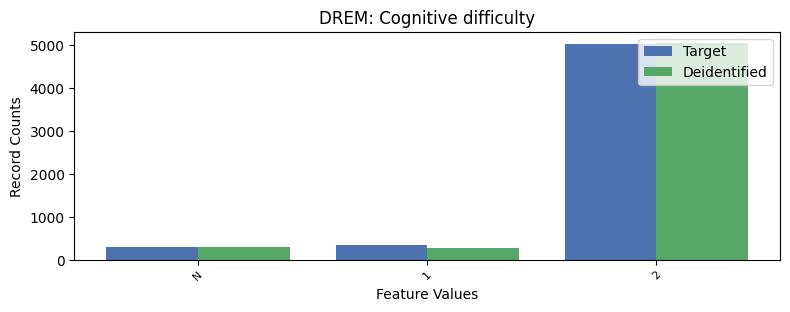 DREM: Cognitive difficulty
Record Counts
5000
4000
3000
2000
1000
0
Target
Deidentified
N
1
2
Feature Values